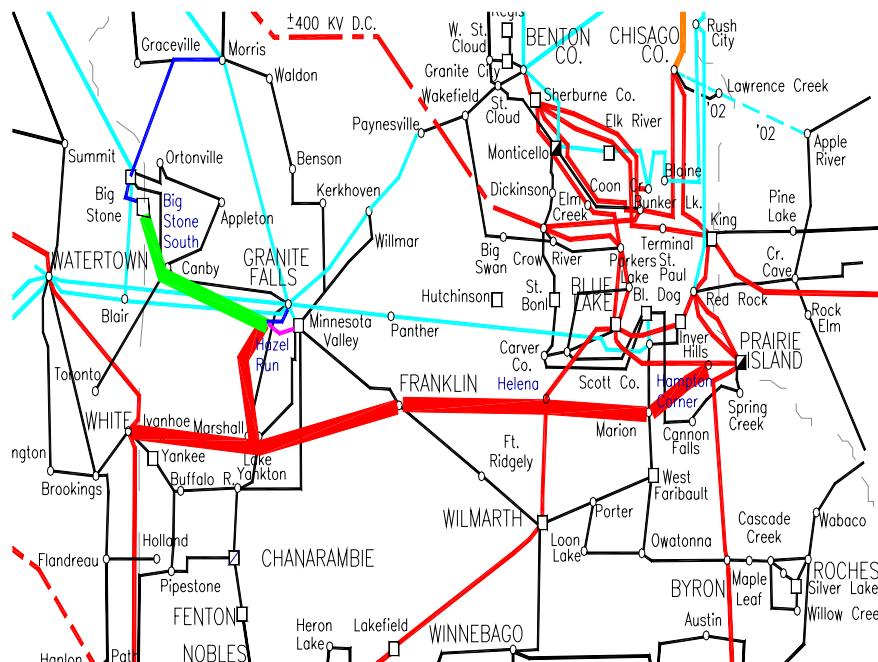 Regis
±400 KV D.C.
Rush
City
W. St.
Cloud
BENTON
CO.
CHISAGO
CO.
Graceville
Morris
Granite City
Waldon
Wakefield
St.
Cloud
Sherburne Co.
Lawrence Creek
'02
'02
Elk River
Paynesville
Apple
River
Summit
Ortonville
Monticello
Benson
Coon Cr.
Blaine
Dickinson
Big
Stone
Big
Stone
South
Appleton
Kerkhoven
Elm
Creek
Bunker Lk.
Pine
Lake
King
Willmar
Big
Swan
Crow River
Terminal
Parkers
Lake
St.
Paul
Cr.
Cave
WATERTOWN
Canby
GRANITE
FALLS
BLUE
LAKE
Bl. Dog
Red Rock
Hutchinson
St.
Boni
Rock
Elm
Blair
Minnesota
Valley
Panther
Inver
Hills
PRAIRIE
ISLAND
Hazel
Run
Carver
Co.
Scott Co.
Toronto
FRANKLIN
Helena
Hampton
Corner
Spring
Creek
WHITE
Ivanhoe
Marshall
Marion
Cannon
Falls
Lake
Yankton
ngton
Yankee
Ft.
Ridgely
Brookings
Buffalo R.
West
Faribault
WILMARTH
Porter
Wabaco
Holland
Loon
Lake
Owatonna
Cascade
Creek
Flandreau
CHANARAMBIE
Pipestone
BYRON
Maple
Leaf
ROCHES
Silver Lake
Willow Cree
FENTON
Heron
Lake
Lakefield
WINNEBAGO
Austin
Hanlon
Path
NOBLES